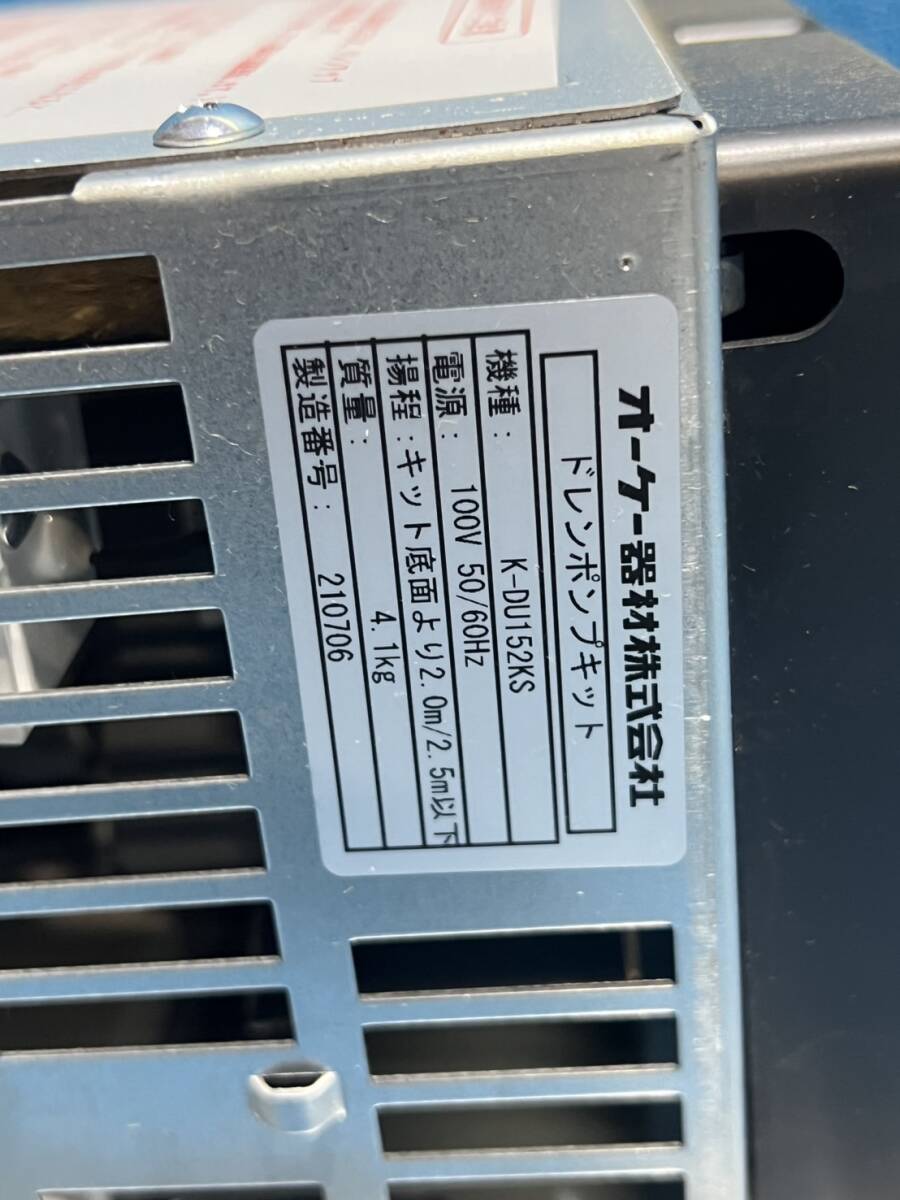 オーケー器材株式会社
ドレンポンプキット
機種: K-DU152KS
電源: 100V 50/60Hz
揚程:キット底面より2.0m/2.5m以下
質量: 4.1kg
製造番号: 210706